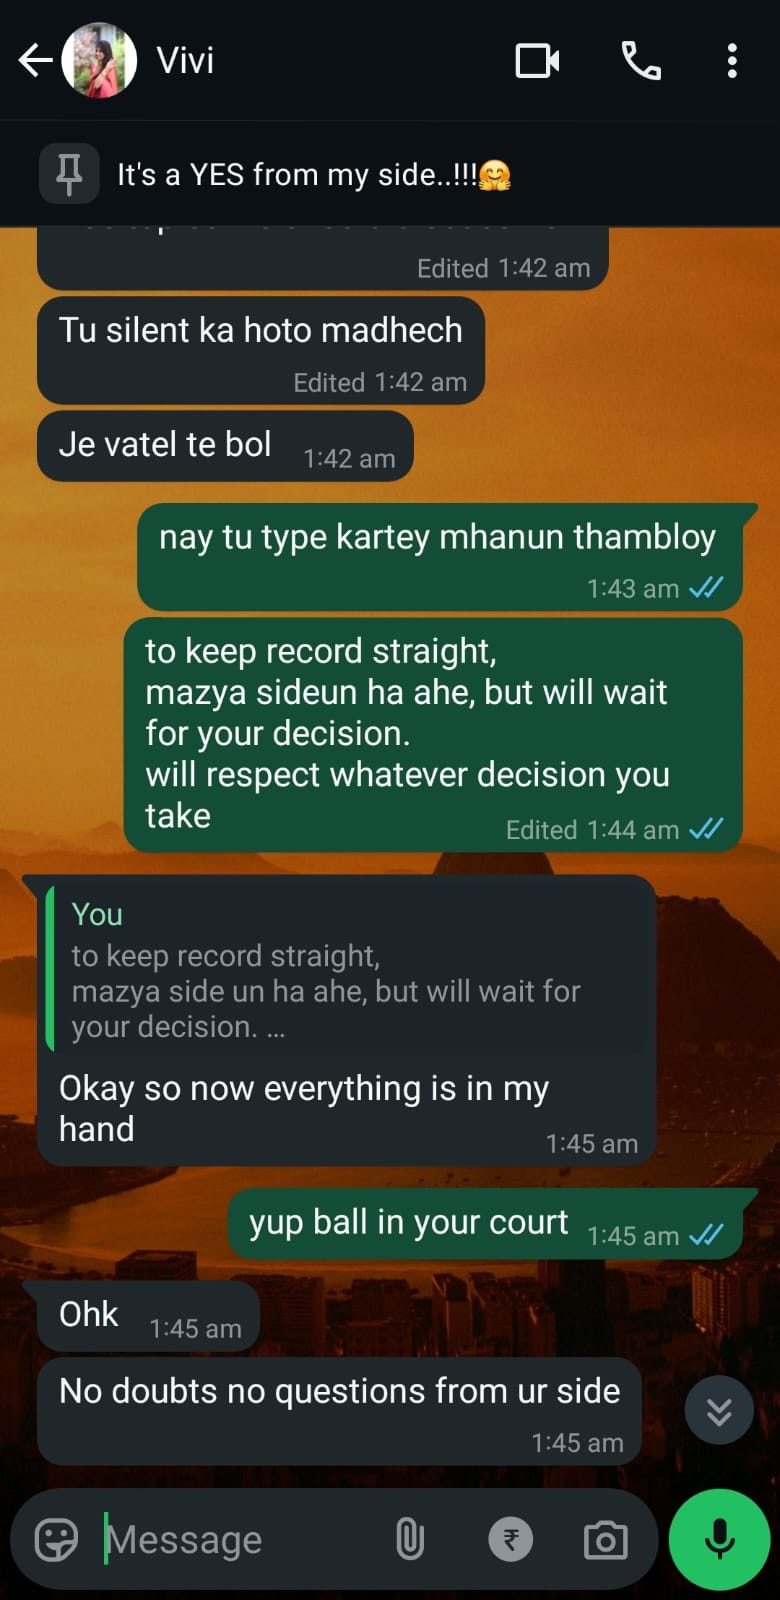 Vivi
It's a YES from my side..!!!🤗
Edited 1:42 am
Tu silent ka hoto madhech
Edited 1:42 am
Je vatel te bol 1:42 am
nay tu type kartey mhanun thambloy
1:43 am
to keep record straight,
mazya sideun ha ahe, but will wait
for your decision.
will respect whatever decision you
take
Edited 1:44 am
You
to keep record straight,
mazya side un ha ahe, but will wait for
your decision. ...
Okay so now everything is in my
hand
1:45 am
yup ball in your court 1:45 am
Ohk 1:45 am
No doubts no questions from ur side
1:45 am
Message
₹